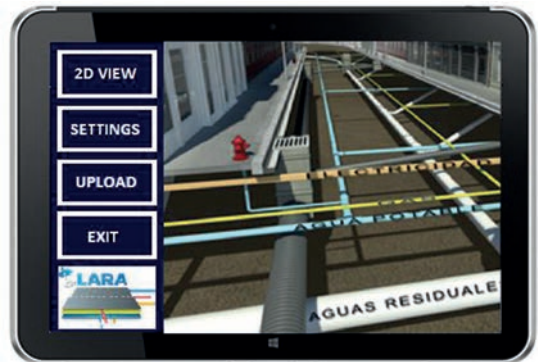 2D VIEW
SETTINGS
UPLOAD
EXIT
LARA
ELECTRICIDAD
GAS
AGUA POTABLE
AGUAS RESIDUALE